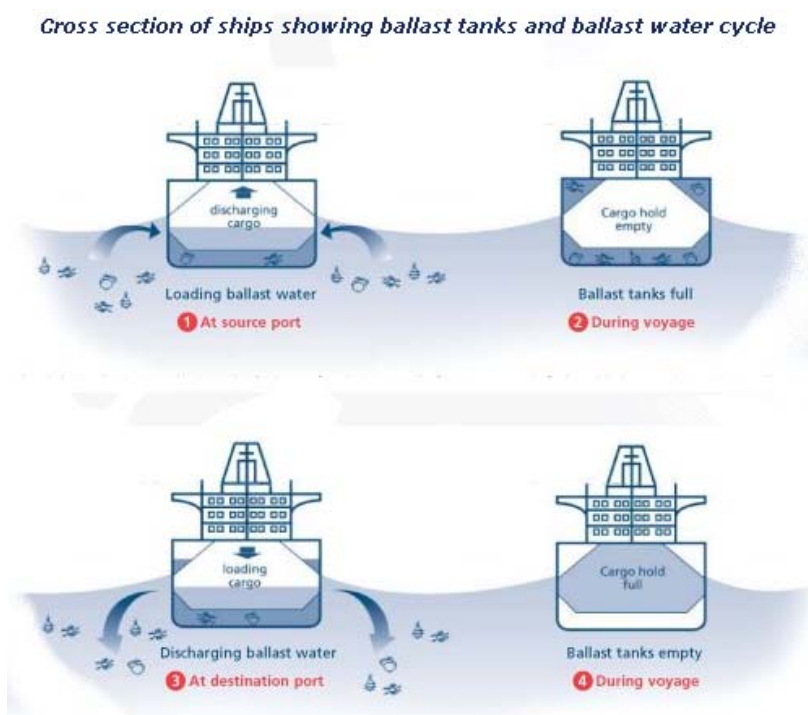 Cross section of ships showing ballast tanks and ballast water cycle
discharging
cargo
Loading ballast water
1 At source port
Cargo hold
empty
Ballast tanks full
2 During voyage
loading
cargo
Discharging ballast water
3 At destination port
Cargo hold
full
Ballast tanks empty
4 During voyage